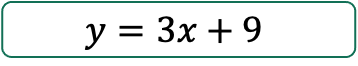 y = 3x + 9